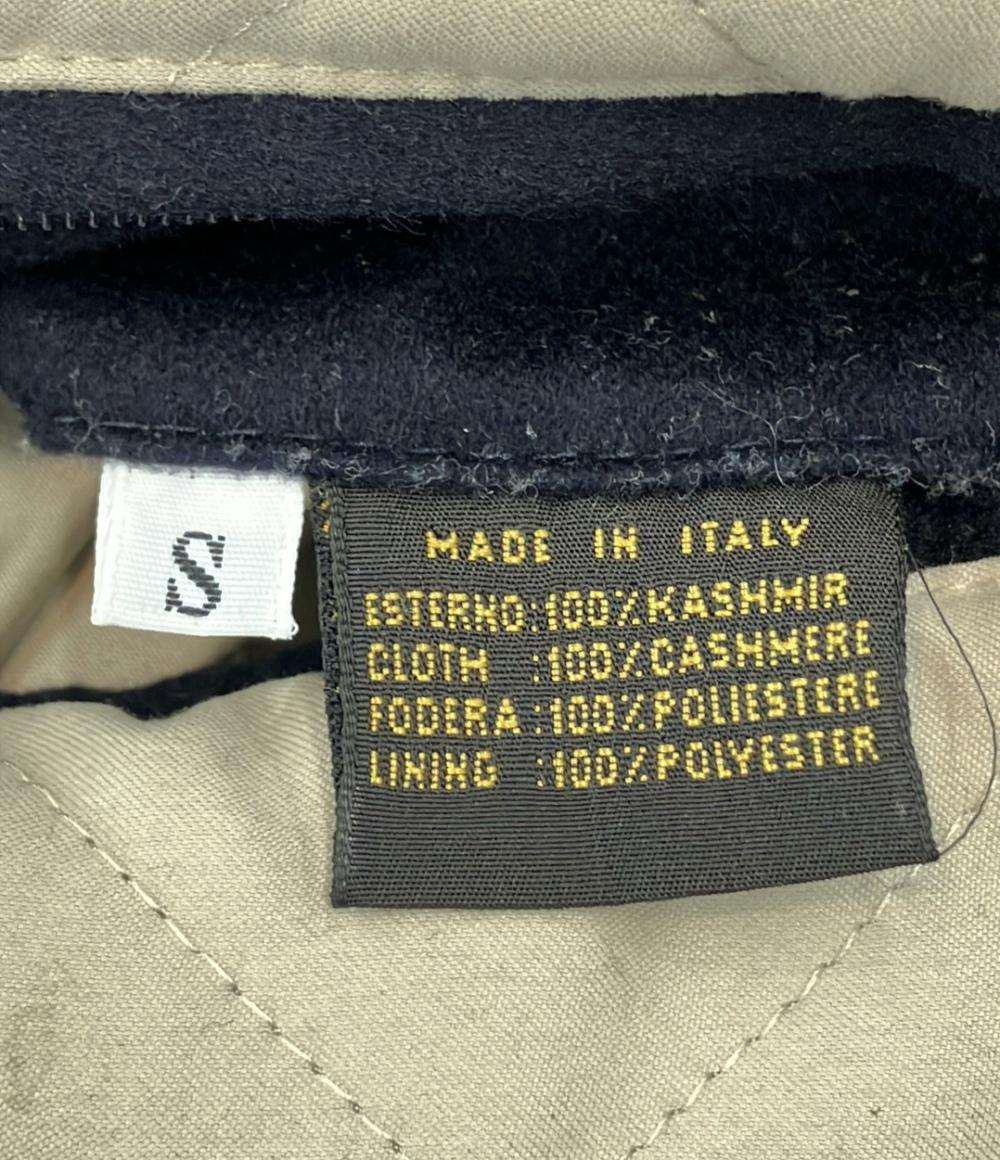 S
MADE IN ITALY
ESTERNO :100%KASHMIR
CLOTH :100%CASHMERE
FODERA :100%POLIESTERE
LINING :100%POLYESTER